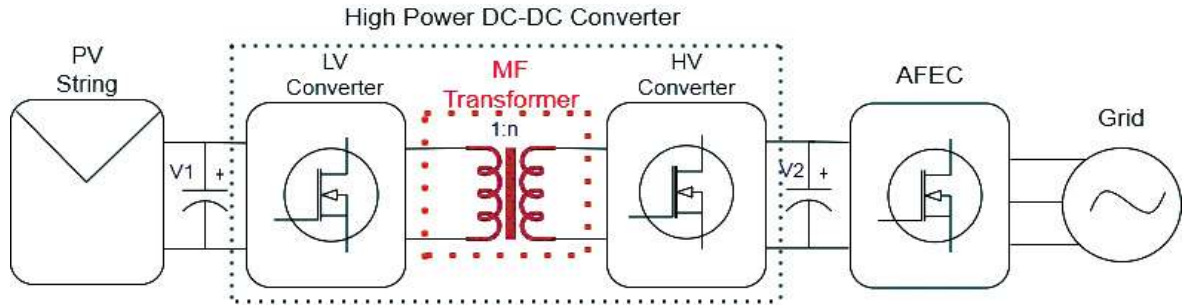 High Power DC-DC Converter
PV
String
LV
Converter
MF
Transformer
HV
Converter
AFEC
Grid
1:n
V1
+
V2
+